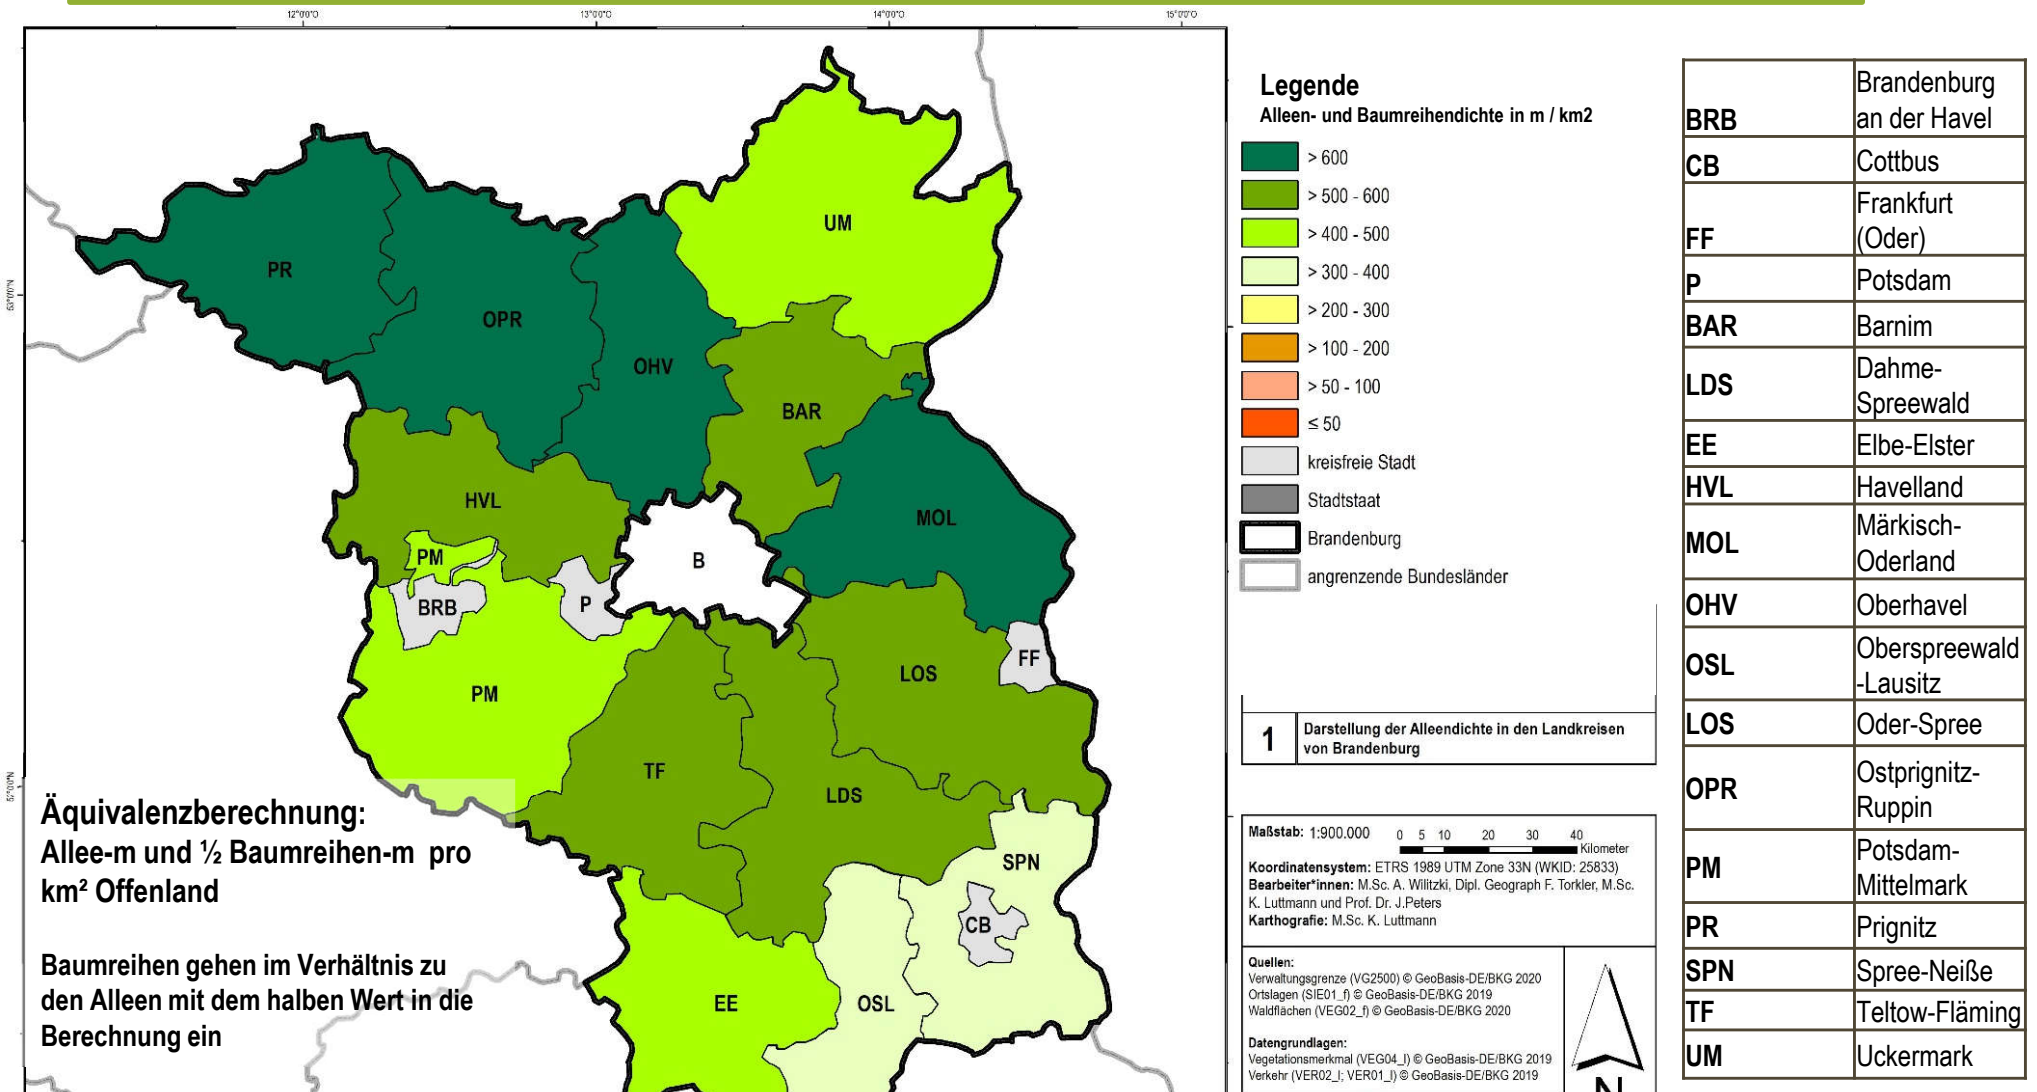 12°0'0"O
13°0'0"O
14°0'0"O
15°0'0"O
53°0'0"N
PR
OPR
OHV
UM
BAR
MOL
HVL
PM
BRB
P
B
FF
PM
LOS
TF
LDS
SPN
CB
EE
OSL
Äquivalenzberechnung:
Allee-m und ½ Baumreihen-m pro
km² Offenland
Baumreihen gehen im Verhältnis zu
den Alleen mit dem halben Wert in die
Berechnung ein
Legende
Alleen- und Baumreihendichte in m / km2
> 600
> 500 - 600
> 400 - 500
> 300 - 400
> 200 - 300
> 100 - 200
> 50 - 100
≤ 50
kreisfreie Stadt
Stadtstaat
Brandenburg
angrenzende Bundesländer
1
Darstellung der Alleendichte in den Landkreisen
von Brandenburg
Maßstab: 1:900.000
0 5 10 20 30 40
Kilometer
Koordinatensystem: ETRS 1989 UTM Zone 33N (WKID: 25833)
Bearbeiter*innen: M.Sc. A. Wilitzki, Dipl. Geograph F. Torkler, M.Sc.
K. Luttmann und Prof. Dr. J.Peters
Karthografie: M.Sc. K. Luttmann
Quellen:
Verwaltungsgrenze (VG2500) © GeoBasis-DE/BKG 2020
Ortslagen (SIE01_f) © GeoBasis-DE/BKG 2019
Waldflächen (VEG02_f) © GeoBasis-DE/BKG 2020
Datengrundlagen:
Vegetationsmerkmal (VEG04_l) © GeoBasis-DE/BKG 2019
Verkehr (VER02_l; VER01_l) © GeoBasis-DE/BKG 2019
N
BRB Brandenburg
an der Havel
CB Cottbus
FF Frankfurt
(Oder)
P Potsdam
BAR Barnim
LDS Dahme-
Spreewald
EE Elbe-Elster
HVL Havelland
MOL Märkisch-
Oderland
OHV Oberhavel
OSL Oberspreewald
-Lausitz
LOS Oder-Spree
OPR Ostprignitz-
Ruppin
PM Potsdam-
Mittelmark
PR Prignitz
SPN Spree-Neiße
TF Teltow-Fläming
UM Uckermark